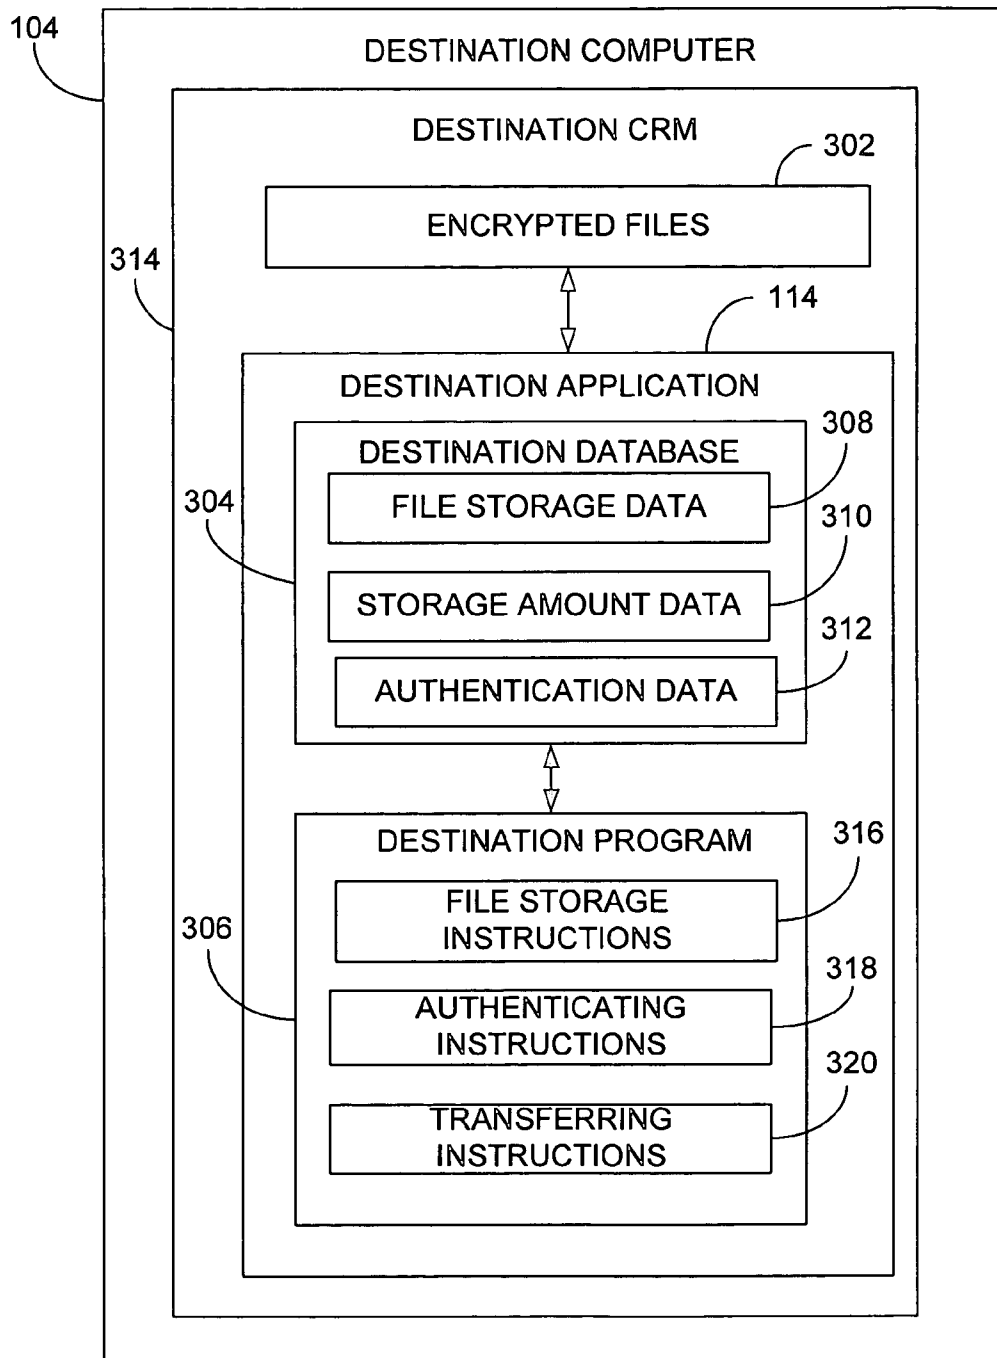 104
DESTINATION COMPUTER
DESTINATION CRM
302
ENCRYPTED FILES
314
114
DESTINATION APPLICATION
308
DESTINATION DATABASE
304
FILE STORAGE DATA
310
STORAGE AMOUNT DATA
312
AUTHENTICATION DATA
316
DESTINATION PROGRAM
306
FILE STORAGE
INSTRUCTIONS
318
AUTHENTICATING
INSTRUCTIONS
320
TRANSFERRING
INSTRUCTIONS